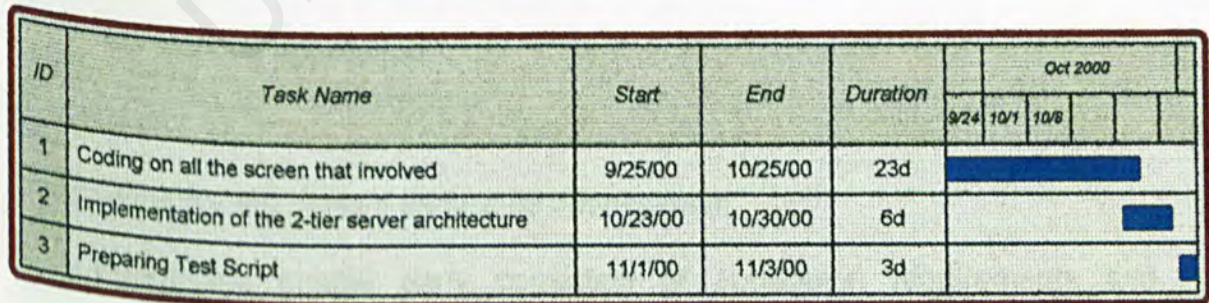 ID Task Name Start End Duration Oct 2000
9/24 10/1 10/8
1 Coding on all the screen that involved 9/25/00 10/25/00 23d
2 Implementation of the 2-tier server architecture 10/23/00 10/30/00 6d
3 Preparing Test Script 11/1/00 11/3/00 3d